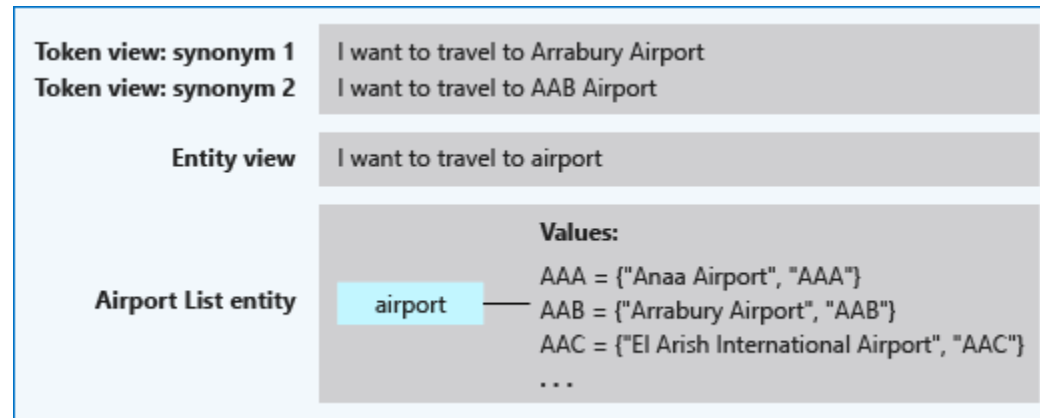 Token view: synonym 1 I want to travel to Arrabury Airport
Token view: synonym 2 I want to travel to AAB Airport
Entity view I want to travel to airport
Values:
AAA = {"Anaa Airport", "AAA"}
Airport List entity airport AAB = {"Arrabury Airport", "AAB"}
AAC = {"El Arish International Airport", "AAC"}
. . .